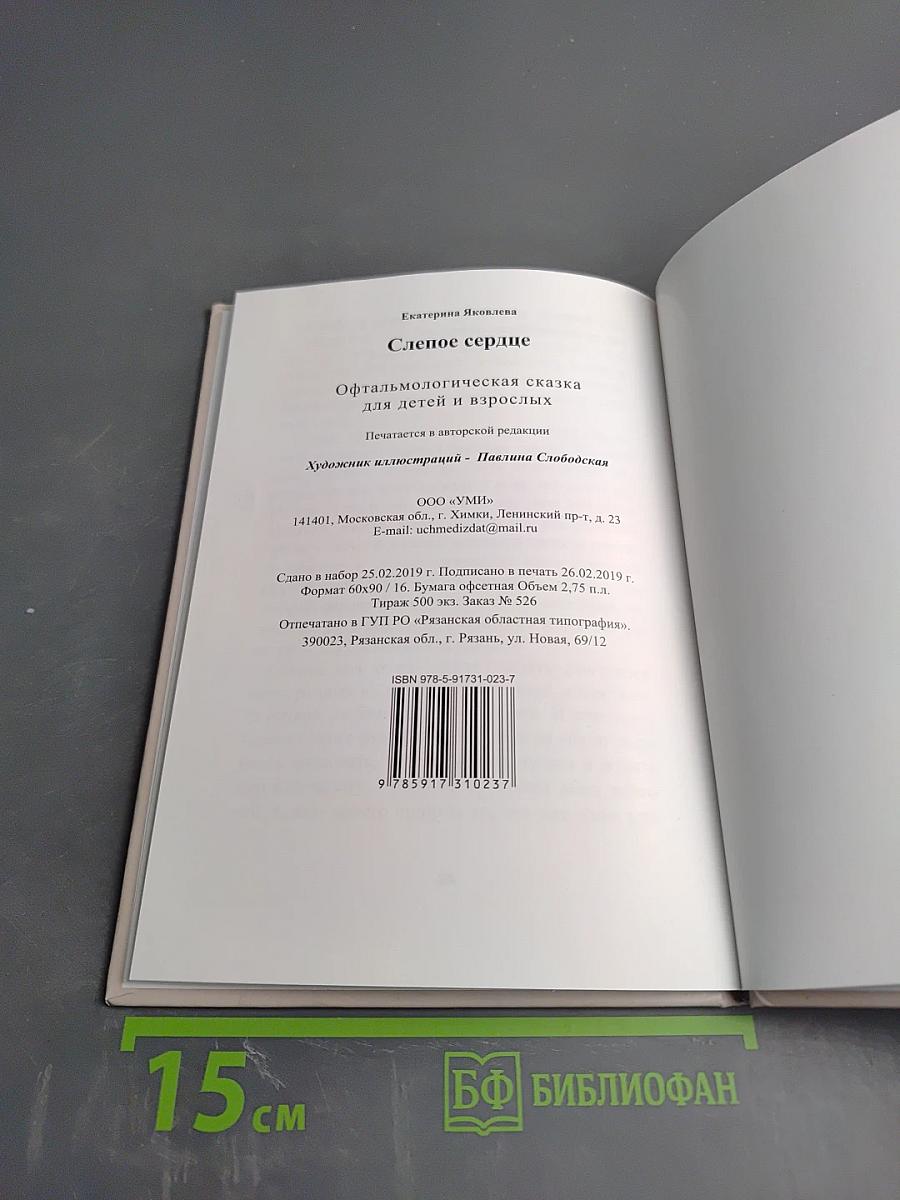 Екатерина Яковлева
Слепое сердце
Офтальмологическая сказка
для детей и взрослых
Печатается в авторской редакции
Художник иллюстраций - Павлина Слободская
ООО «УМИ»
141401, Московская обл., г. Химки, Ленинский пр-т, д. 23
E-mail: uchmedizdat@mail.ru
Сдано в набор 25.02.2019 г. Подписано в печать 26.02.2019 г.
Формат 60х90 / 16. Бумага офсетная Объем 2,75 п.л.
Тираж 500 экз. Заказ № 526
Отпечатано в ГУП РО «Рязанская областная типография».
390023, Рязанская обл., г. Рязань, ул. Новая, 69/12
ISBN 978-5-91731-023-7
9 785917 310237
15 см
БФ БИБЛИОФАН